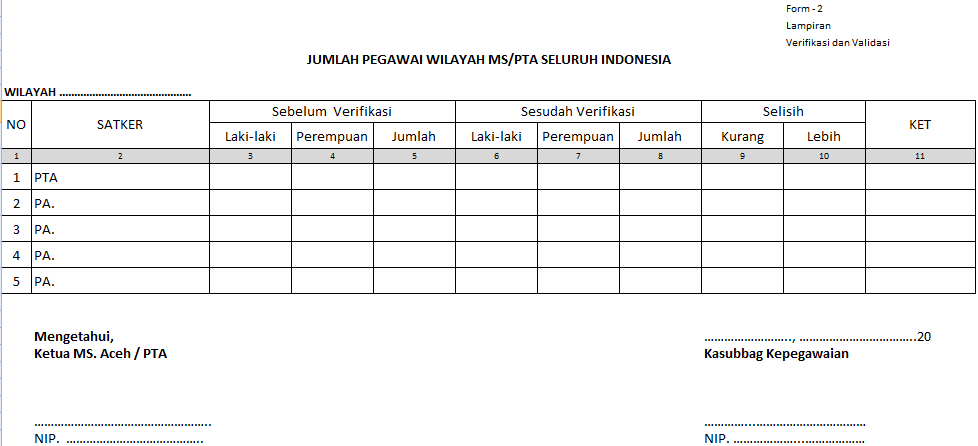 Form - 2
Lampiran
Verifikasi dan Validasi
JUMLAH PEGAWAI WILAYAH MS/PTA SELURUH INDONESIA
WILAYAH ............................................
NO SATKER Sebelum Verifikasi Sesudah Verifikasi Selisih KET
Laki-laki Perempuan Jumlah Laki-laki Perempuan Jumlah Kurang Lebih
1 2 3 4 5 6 7 8 9 10 11
1 PTA
2 PA.
3 PA.
4 PA.
5 PA.
Mengetahui, …………………….., ……………………………..20
Ketua MS. Aceh / PTA Kasubbag Kepegawaian
…………………………………………….. …………...……………………………
NIP. ………………………………….. NIP. ………………...………………